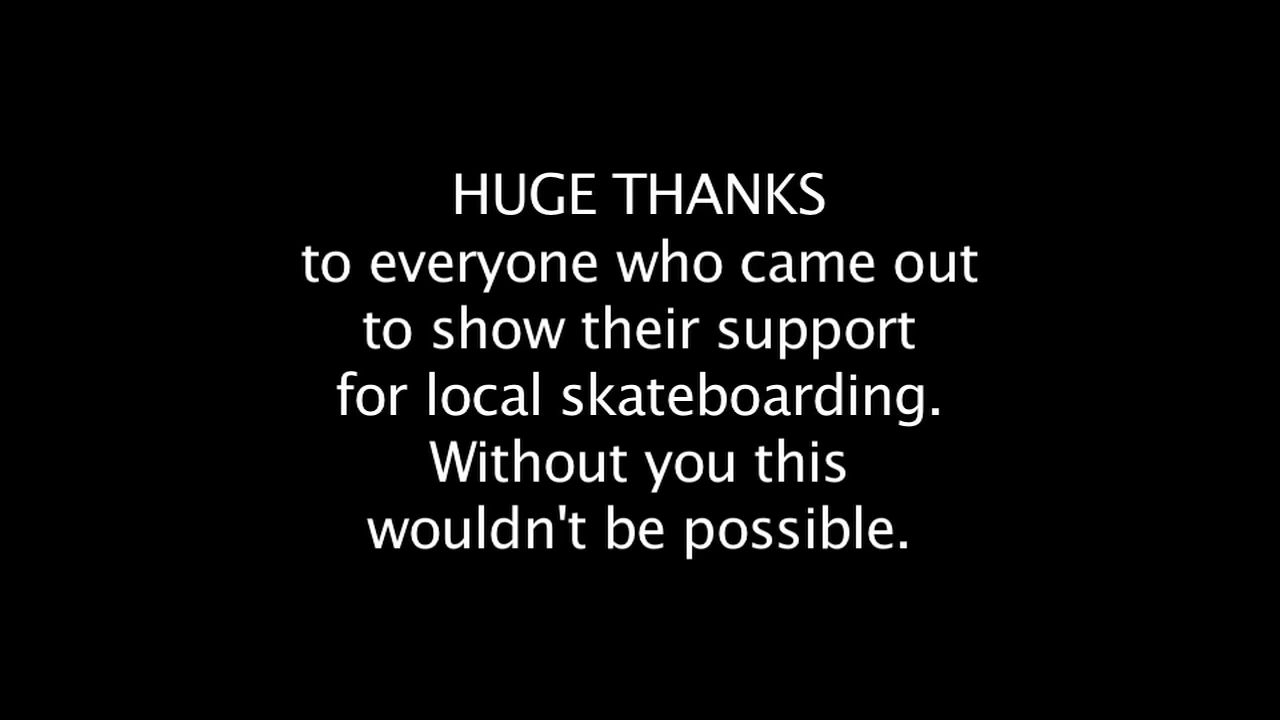 HUGE THANKS
to everyone who came out
to show their support
for local skateboarding.
Without you this
wouldn't be possible.